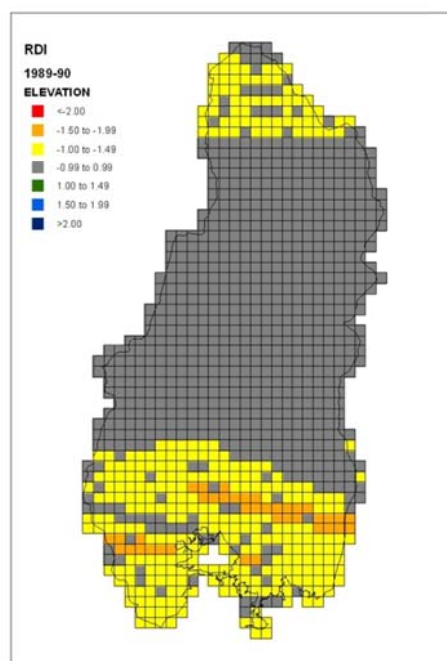 RDI
1989-90
ELEVATION
<-2.00
-1.50 to -1.99
-1.00 to -1.49
-0.99 to 0.99
1.00 to 1.49
1.50 to 1.99
>2.00